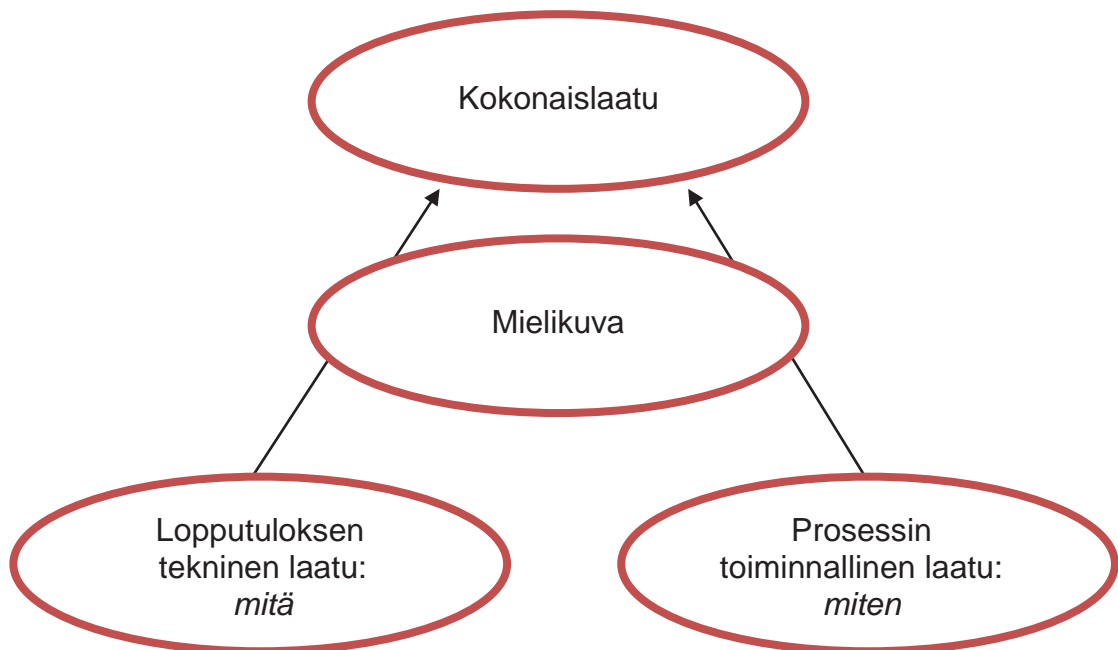 Kokonaislaatu
Mielikuva
Lopputuloksen
tekninen laatu:
mitä
Prosessin
toiminnallinen laatu:
miten